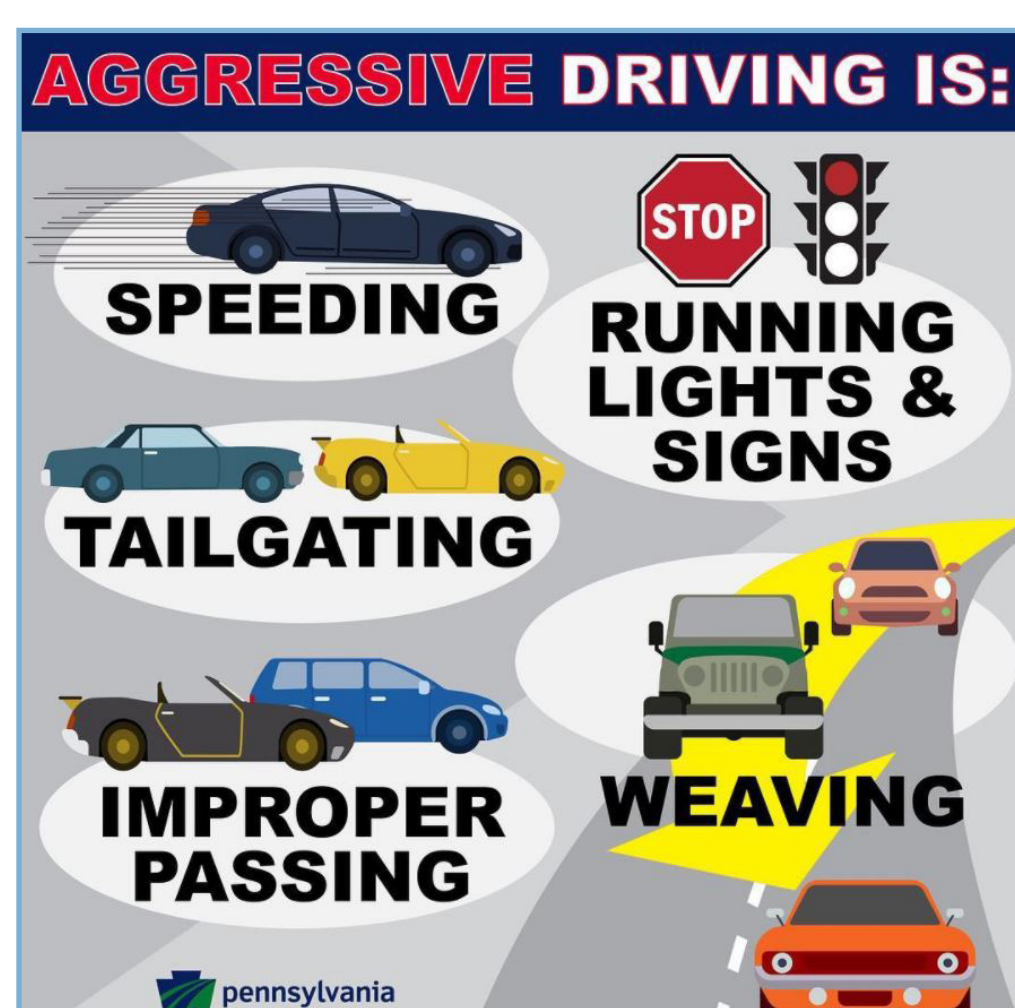 AGGRESSIVE DRIVING IS:
SPEEDING
STOP
RUNNING
LIGHTS &
SIGNS
TAILGATING
WEAVING
IMPROPER
PASSING
pennsylvania